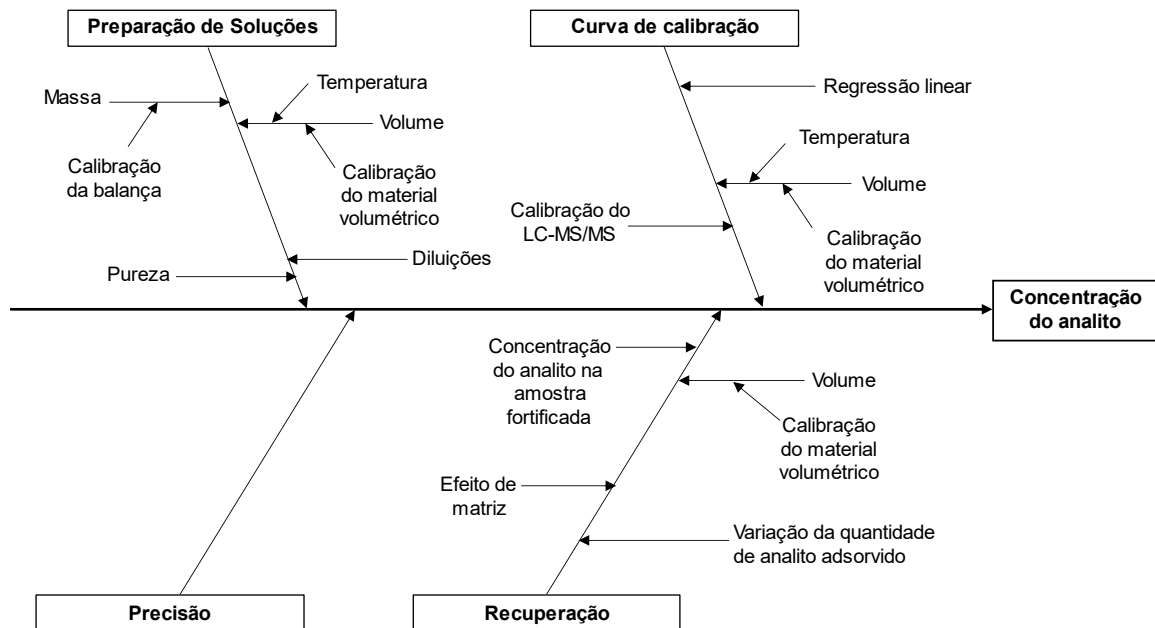 Preparação de Soluções
Curva de calibração
Massa
Temperatura
Volume
Calibração
da balança
Calibração
do material
volumétrico
Diluições
Pureza
Regressão linear
Temperatura
Volume
Calibração do
LC-MS/MS
Calibração
do material
volumétrico
Concentração
do analito
Concentração
do analito na
amostra
fortificada
Volume
Calibração
do material
volumétrico
Efeito de
matriz
Variação da quantidade
de analito adsorvido
Precisão
Recuperação